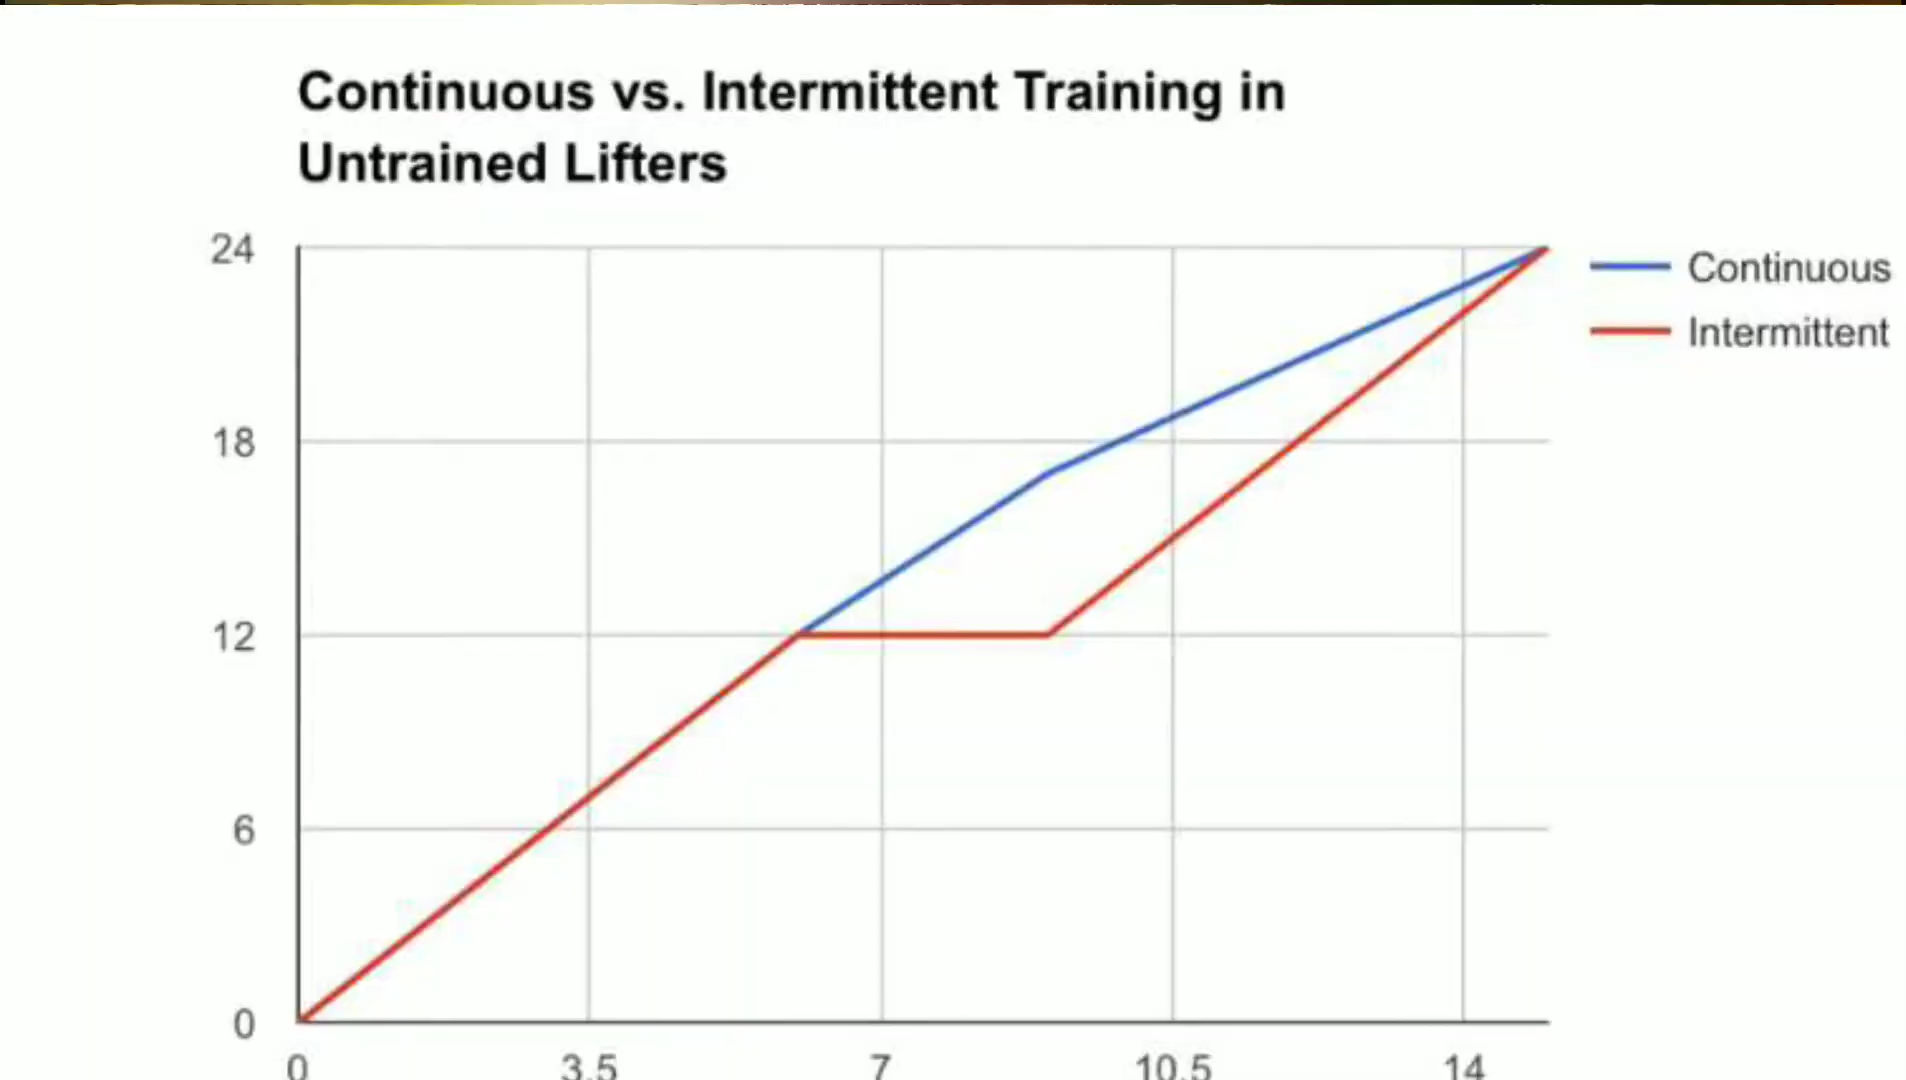 Continuous vs. Intermittent Training in
Untrained Lifters
24
Continuous
Intermittent
18
12
6
0
0 3.5 7 10.5 14